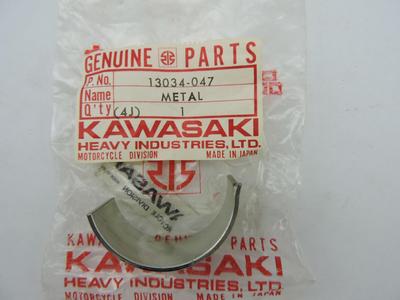 GENUINE PARTS
P. No. 13034-047
Name METAL
Q'ty (4J) 1
KAWASAKI
HEAVY INDUSTRIES, LTD.
MOTORCYCLE DIVISION MADE IN JAPAN
KAWASAKI
HEAVY INDUSTRIES, LTD.
MOTORCYCLE DIVISION MADE IN JAPAN